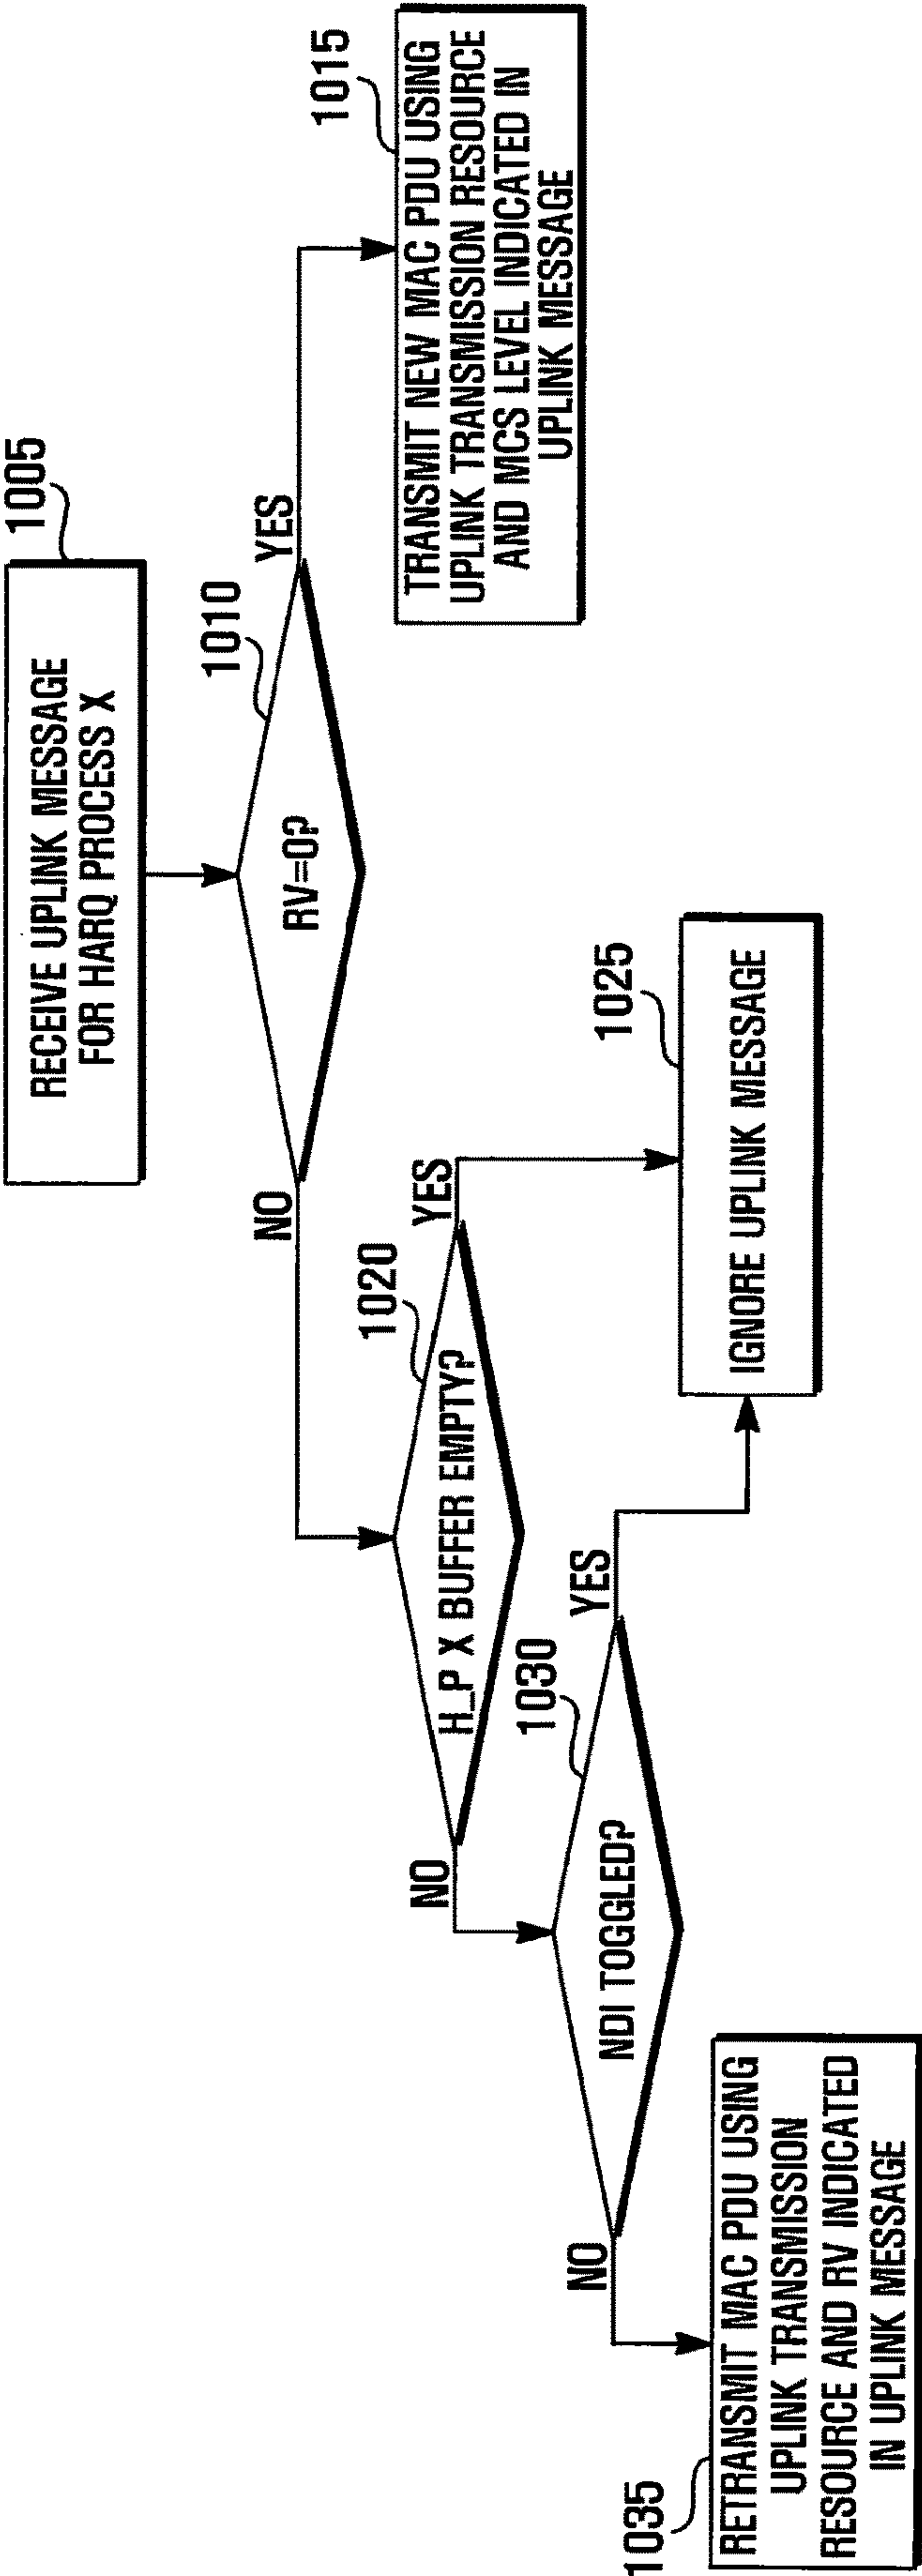 RECEIVE UPLINK MESSAGE
FOR HARQ PROCESS X
1005
RV=0?
1010
YES
NO
TRANSMIT NEW MAC PDU USING
UPLINK TRANSMISSION RESOURCE
AND MCS LEVEL INDICATED IN
UPLINK MESSAGE
1015
H_P X BUFFER EMPTY?
1020
YES
NO
IGNORE UPLINK MESSAGE
1025
NDI TOGGLED?
1030
YES
NO
RETRANSMIT MAC PDU USING
UPLINK TRANSMISSION
RESOURCE AND RV INDICATED
IN UPLINK MESSAGE
1035